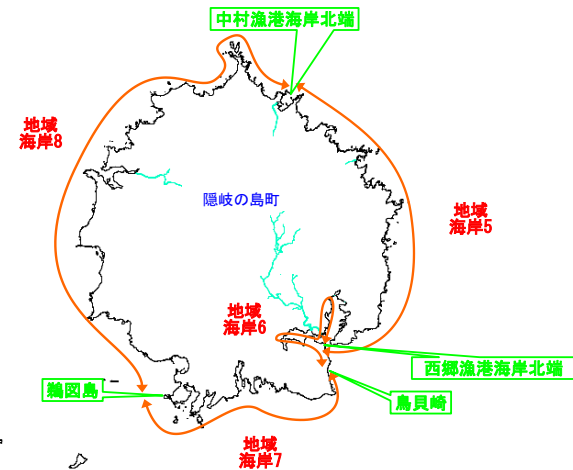 中村漁港海岸北端
地域
海岸8
隠岐の島町
地域
海岸5
地域
海岸6
西郷漁港海岸北端
鵜図島
鳥貝崎
地域
海岸7